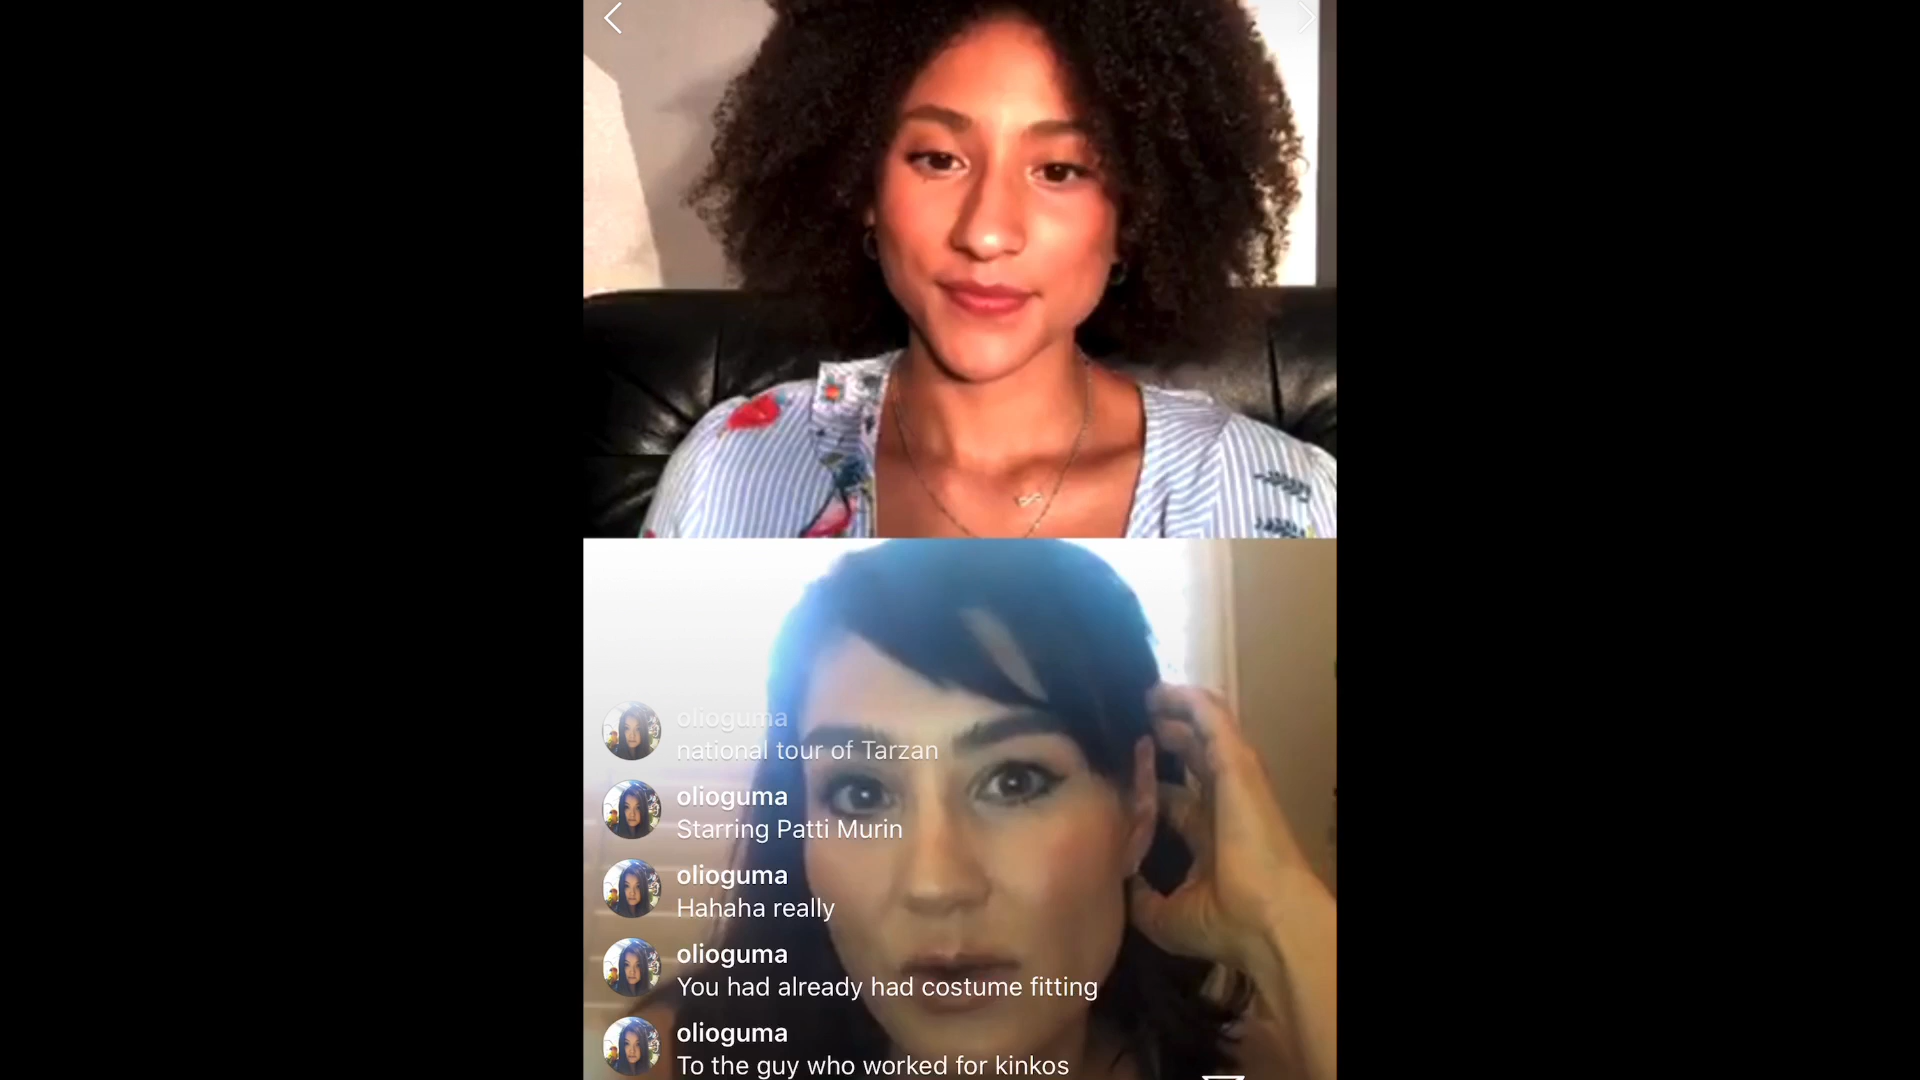 olioguma
national tour of Tarzan
olioguma
Starring Patti Murin
olioguma
Hahaha really
olioguma
You had already had costume fitting
olioguma
To the guy who worked for kinkos